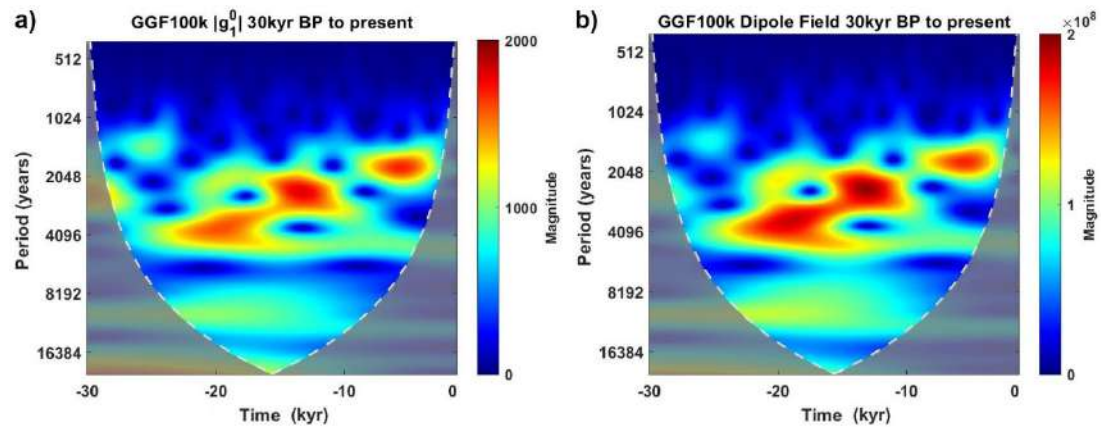 a)
GGF100k |g₁⁰| 30kyr BP to present
512
1024
2048
4096
8192
16384
Period (years)
-30
-20
-10
0
Time (kyr)
2000
1000
0
Magnitude
b)
GGF100k Dipole Field 30kyr BP to present
512
1024
2048
4096
8192
16384
Period (years)
-30
-20
-10
0
Time (kyr)
×10⁸
2
1
0
Magnitude